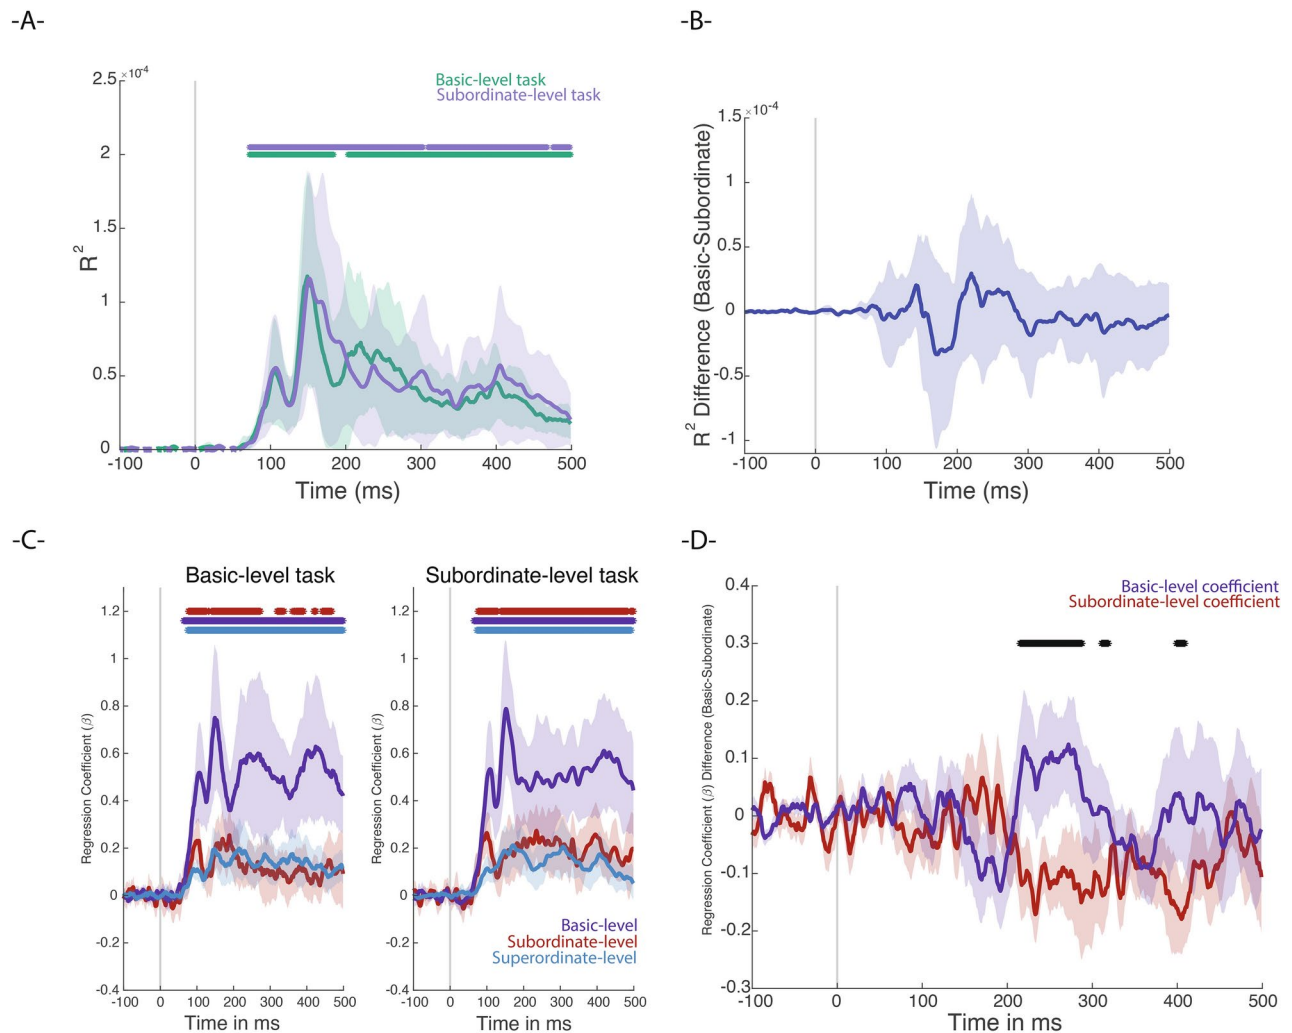 -A-
-B-
2.5 ×10-4
Basic-level task
Subordinate-level task
2
1.5
1
0.5
0
R2
-100 0 100 200 300 400 500
Time (ms)
1.5 ×10-4
1
0.5
0
-0.5
-1
R2 Difference (Basic-Subordinate)
-100 0 100 200 300 400 500
Time (ms)
-C-
-D-
Basic-level task
1.2
1
0.8
0.6
0.4
0.2
0
-0.2
-0.4
Regression Coefficient (β)
-100 0 100 200 300 400 500
Time in ms
Subordinate-level task
1.2
1
0.8
0.6
0.4
0.2
0
-0.2
-0.4
Regression Coefficient (β)
Basic-level
Subordinate-level
Superordinate-level
-100 0 100 200 300 400 500
Time in ms
0.4
Basic-level coefficient
Subordinate-level coefficient
0.3
0.2
0.1
0
-0.1
-0.2
-0.3
Regression Coefficient (β) Difference (Basic-Subordinate)
-100 0 100 200 300 400 500
Time in ms